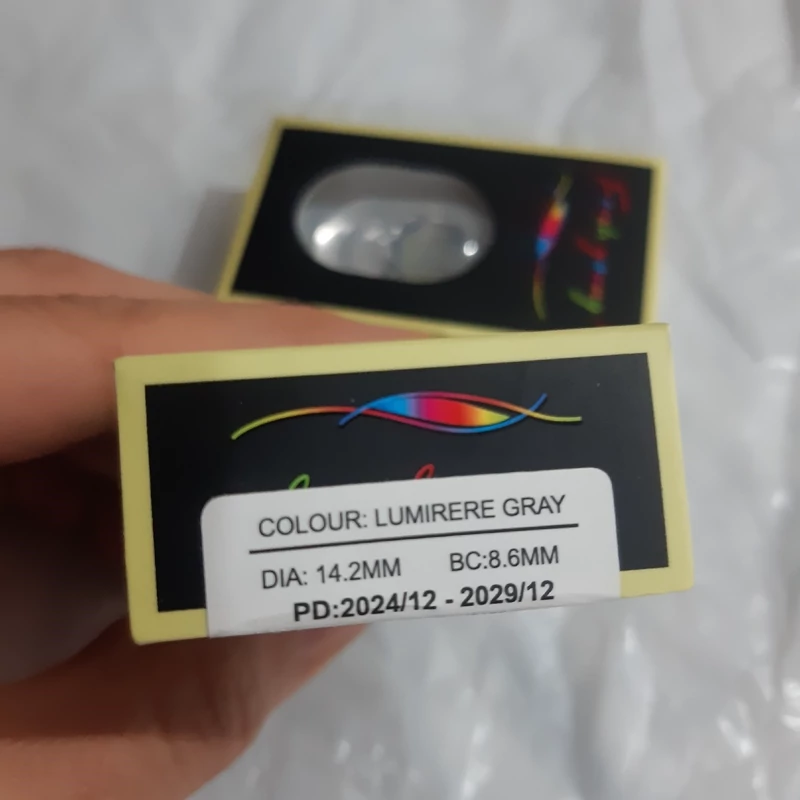 COLOUR: LUMIRERE GRAY
DIA: 14.2MM BC:8.6MM
PD:2024/12 - 2029/12